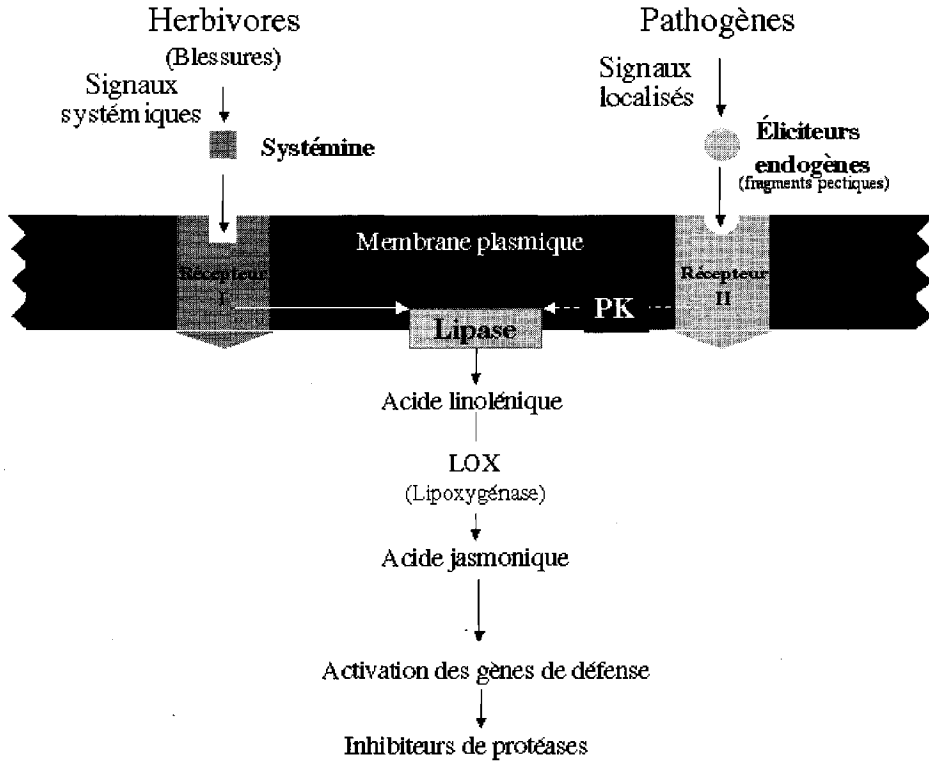 Herbivores
(Blessures)
Signaux
systémiques
Systémine
Pathogènes
Signaux
localisés
Éliciteurs
endogènes
(fragments pectiques)
Membrane plasmique
Récepteur
I
PK
Récepteur
II
Lipase
Acide linolénique
LOX
(Lipoxygénase)
Acide jasmonique
Activation des gènes de défense
Inhibiteurs de protéases